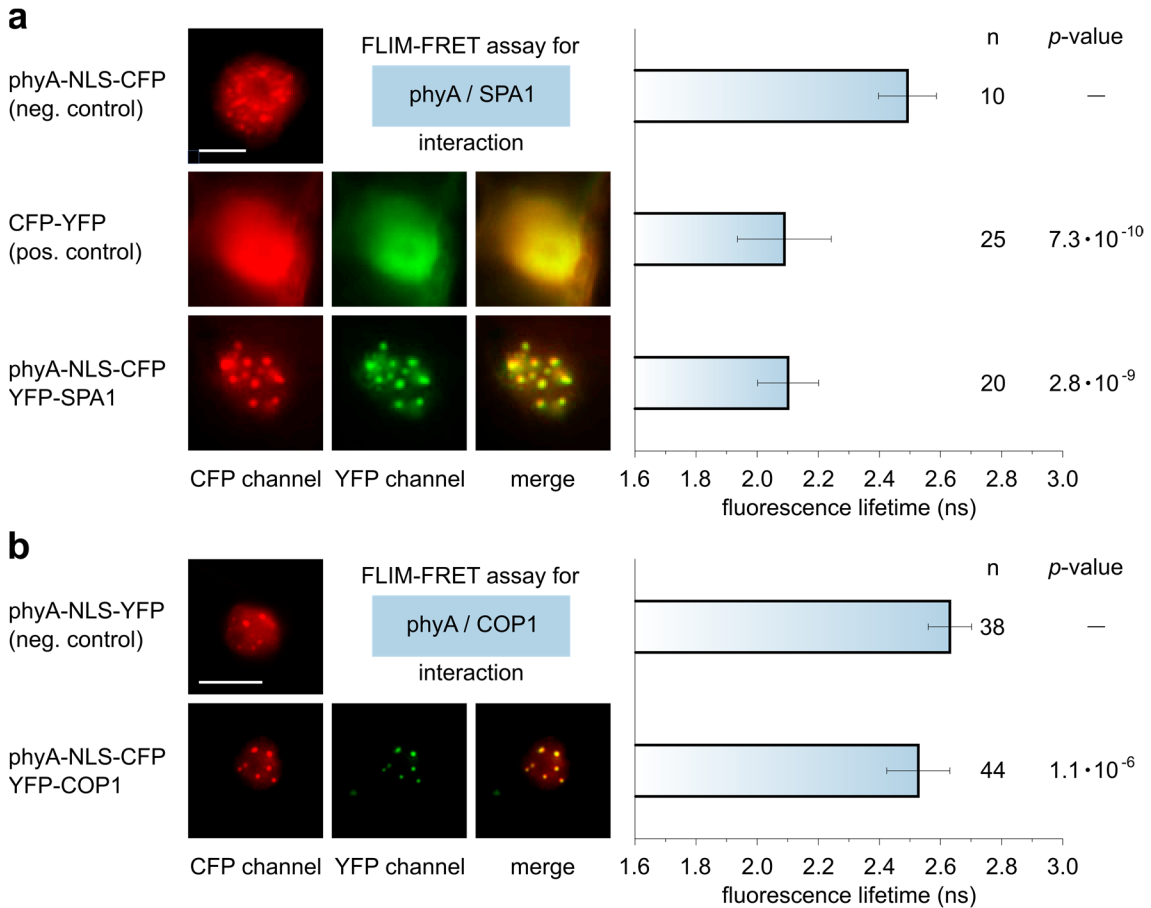 a
phyA-NLS-CFP
(neg. control)
FLIM-FRET assay for
phyA / SPA1
interaction
n
p-value
10
—
CFP-YFP
(pos. control)
25
7.3·10⁻¹⁰
phyA-NLS-CFP
YFP-SPA1
20
2.8·10⁻⁹
CFP channel YFP channel merge
1.6 1.8 2.0 2.2 2.4 2.6 2.8 3.0
fluorescence lifetime (ns)
b
phyA-NLS-YFP
(neg. control)
FLIM-FRET assay for
phyA / COP1
interaction
n
p-value
38
—
phyA-NLS-CFP
YFP-COP1
44
1.1·10⁻⁶
CFP channel YFP channel merge
1.6 1.8 2.0 2.2 2.4 2.6 2.8 3.0
fluorescence lifetime (ns)